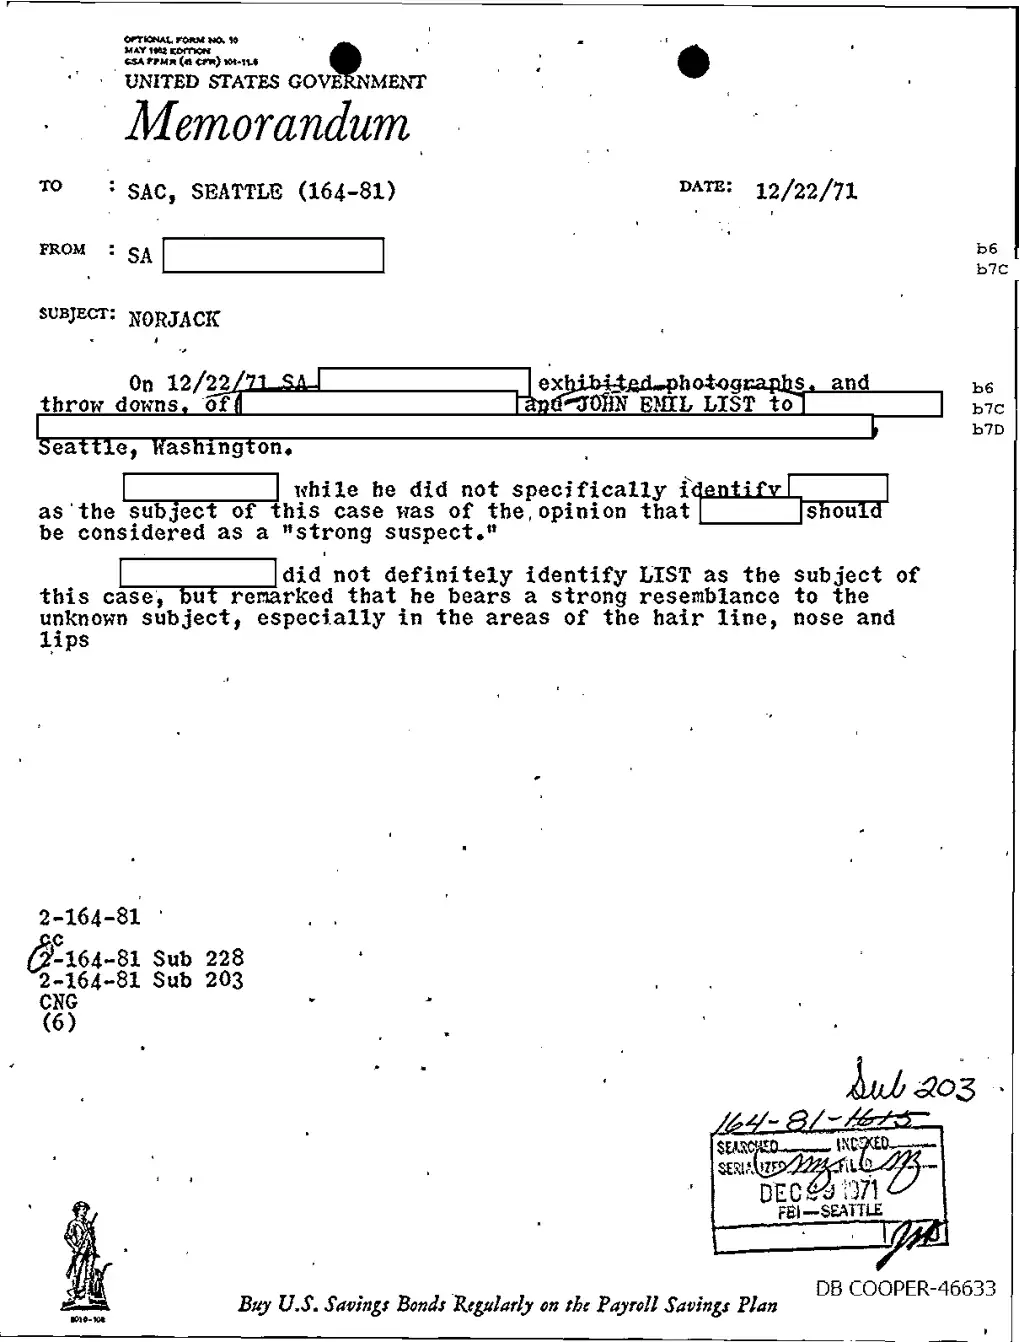 OPTIONAL FORM NO. 10
MAY 1962 EDITION
GSA FPMR (41 CFR) 101-11.6
UNITED STATES GOVERNMENT
Memorandum
TO : SAC, SEATTLE (164-81) DATE: 12/22/71
FROM : SA
b6
b7C
SUBJECT: NORJACK
On 12/22/71 SA exhibited photographs, and
throw downs, of and JOHN EMIL LIST to
,
Seattle, Washington.
b6
b7C
b7D
while he did not specifically identify
as the subject of this case was of the opinion that should
be considered as a "strong suspect."
did not definitely identify LIST as the subject of
this case, but remarked that he bears a strong resemblance to the
unknown subject, especially in the areas of the hair line, nose and
lips
2-164-81
cc
2-164-81 Sub 228
2-164-81 Sub 203
CNG
(6)
Sub 203
164-81-1615
SEARCHED INDEXED
SERIALIZED FILED
DEC 1971
FBI—SEATTLE
DB COOPER-46633
Buy U.S. Savings Bonds Regularly on the Payroll Savings Plan
5010-108